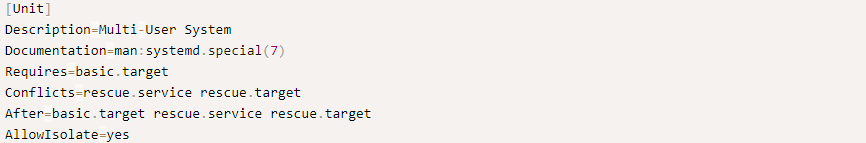 [Unit]
Description=Multi-User System
Documentation=man:systemd.special(7)
Requires=basic.target
Conflicts=rescue.service rescue.target
After=basic.target rescue.service rescue.target
AllowIsolate=yes